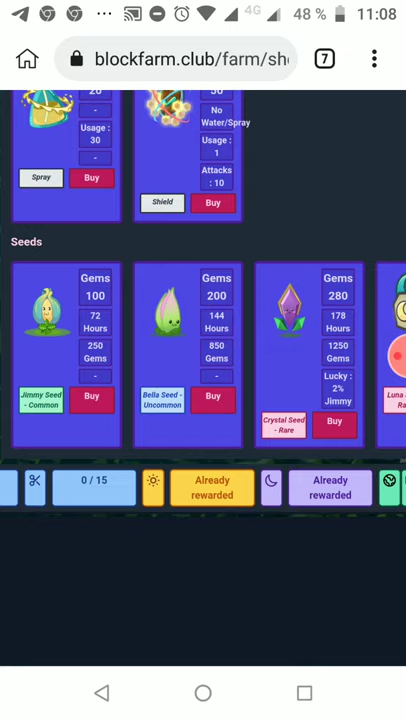 4G 48 % 11:08
blockfarm.club/farm/sh
7
-
Usage :
30
-
Spray
Buy
No
Water/Spray
Usage :
1
Attacks
: 10
Shield
Buy
Seeds
Gems
100
72
Hours
250
Gems
-
Jimmy Seed
- Common
Buy
Gems
200
144
Hours
850
Gems
-
Bella Seed -
Uncommon
Buy
Gems
280
178
Hours
1250
Gems
Lucky :
2%
Jimmy
Crystal Seed
- Rare
Buy
Luna
Ra
0 / 15
Already
rewarded
Already
rewarded